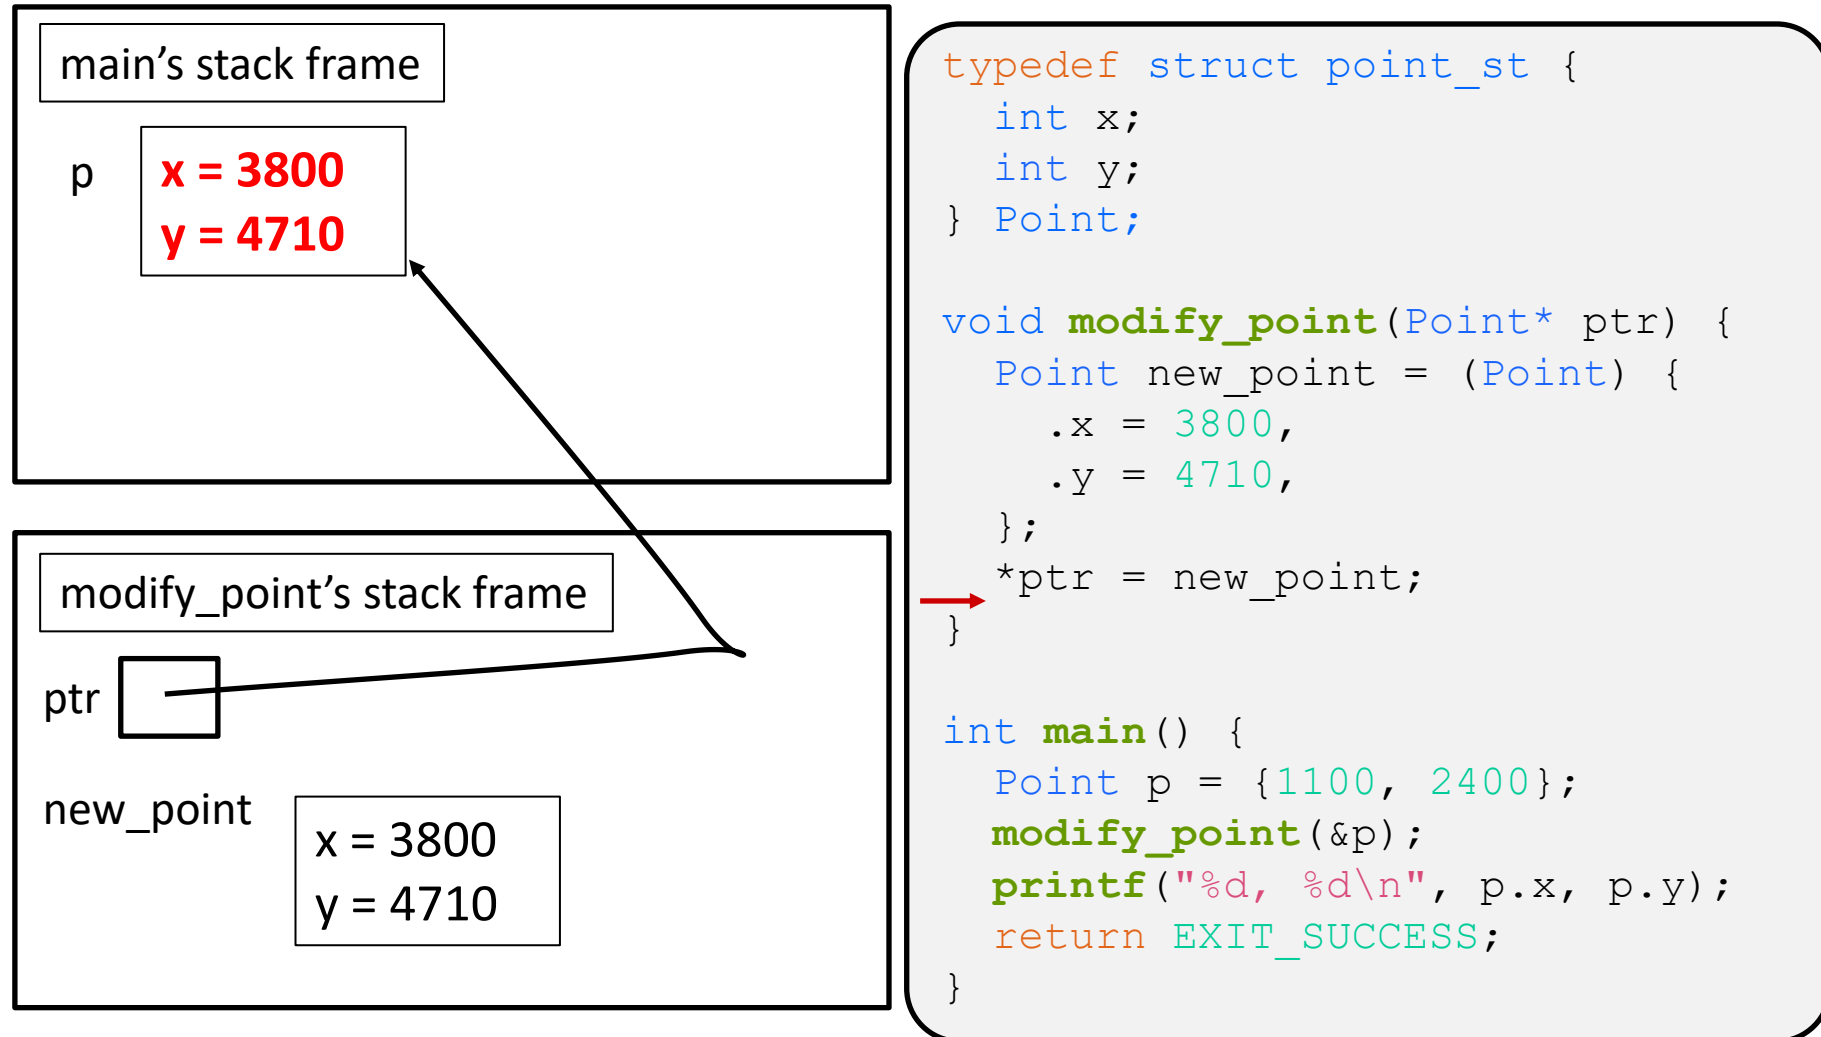 main’s stack frame
p
x = 3800
y = 4710
modify_point’s stack frame
ptr
new_point
x = 3800
y = 4710
typedef struct point_st {
  int x;
  int y;
} Point;

void modify_point(Point* ptr) {
  Point new_point = (Point) {
    .x = 3800,
    .y = 4710,
  };
  *ptr = new_point;
}

int main() {
  Point p = {1100, 2400};
  modify_point(&p);
  printf("%d, %d\n", p.x, p.y);
  return EXIT_SUCCESS;
}